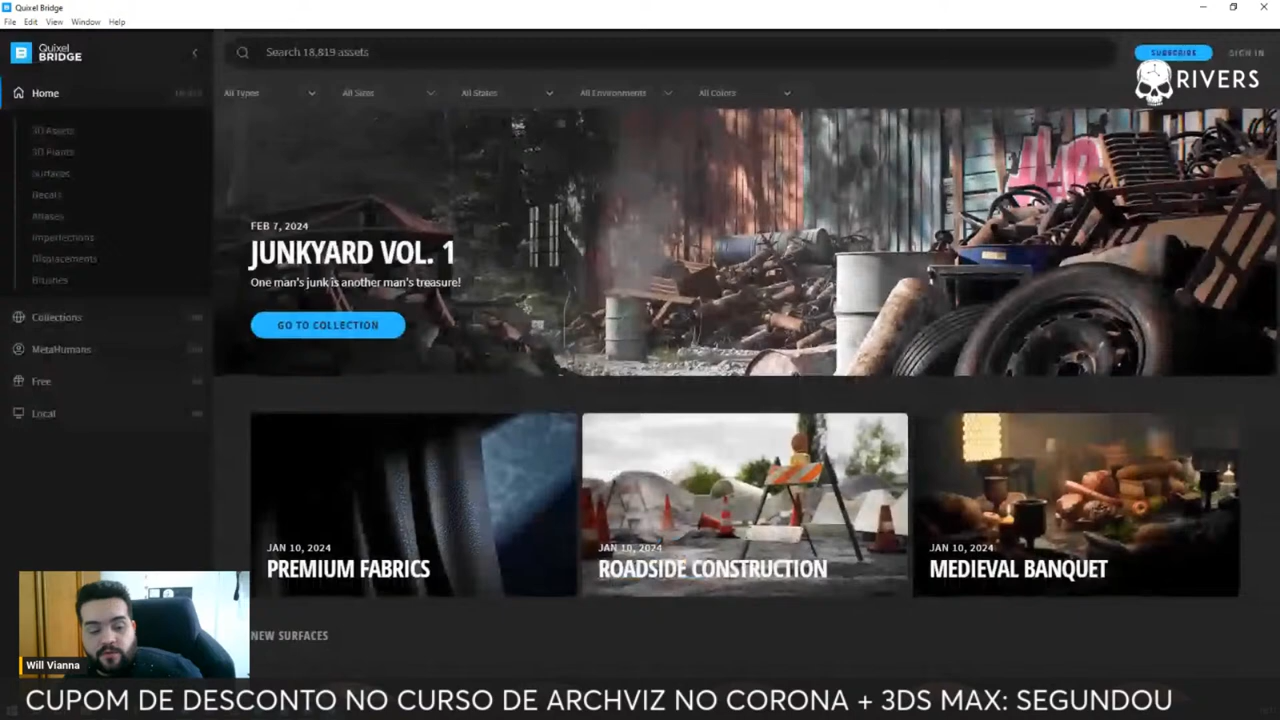 Quixel Bridge
File Edit View Window Help
B Quixel BRIDGE
Search 18,819 assets
SUBSCRIBE SIGN IN
RIVERS
Home
All Types All Sizes All States All Environments All Colors
3D Assets
3D Plants
Surfaces
Decals
Atlases
Imperfections
Displacements
Brushes
Collections
MetaHumans
Free
Local
FEB 7, 2024
JUNKYARD VOL. 1
One man's junk is another man's treasure!
GO TO COLLECTION
JAN 10, 2024
PREMIUM FABRICS
JAN 10, 2024
ROADSIDE CONSTRUCTION
JAN 10, 2024
MEDIEVAL BANQUET
NEW SURFACES
Will Vianna
CUPOM DE DESCONTO NO CURSO DE ARCHVIZ NO CORONA + 3DS MAX: SEGUNDOU